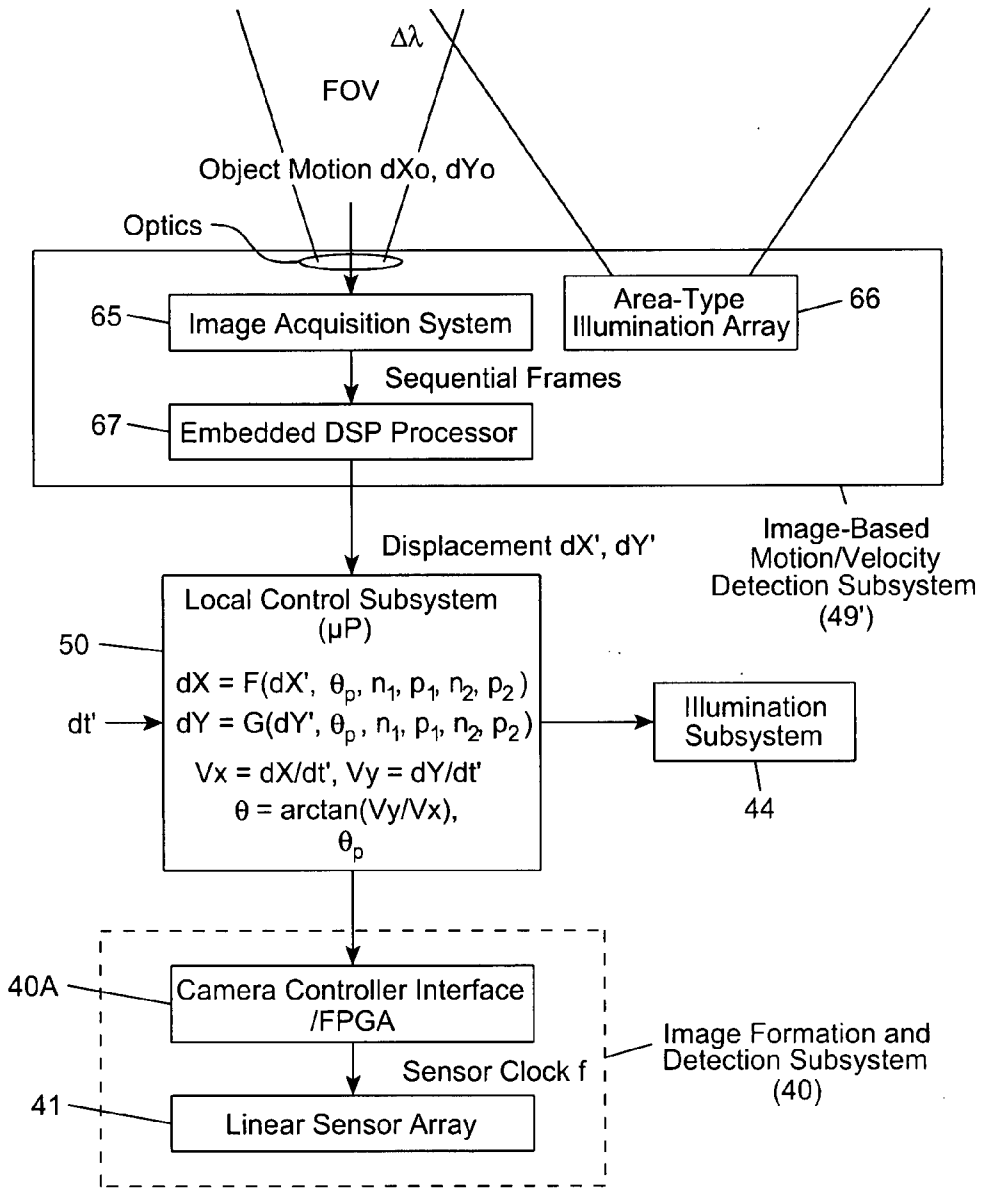 Δλ
FOV
Object Motion dXo, dYo
Optics
65
Image Acquisition System
Area-Type
Illumination Array
66
Sequential Frames
67
Embedded DSP Processor
Displacement dX', dY'
Image-Based
Motion/Velocity
Detection Subsystem
(49')
Local Control Subsystem
(μP)
50
dX = F(dX', θp, n1, p1, n2, p2)
dt'
dY = G(dY', θp, n1, p1, n2, p2)
Vx = dX/dt', Vy = dY/dt'
θ = arctan(Vy/Vx),
θp
Illumination
Subsystem
44
40A
Camera Controller Interface
/FPGA
Sensor Clock f
Image Formation and
Detection Subsystem
(40)
41
Linear Sensor Array